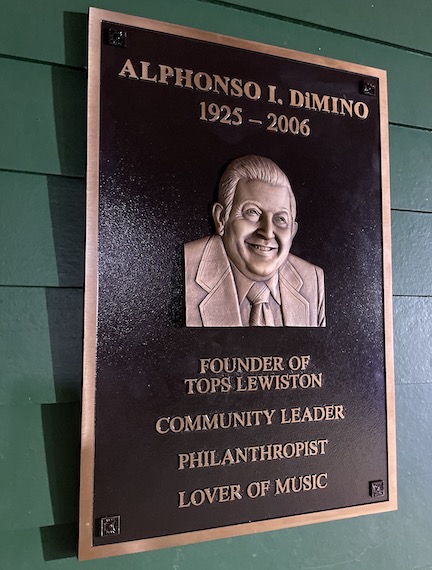 ALPHONSO I. DiMINO
1925 – 2006
FOUNDER OF
TOPS LEWISTON
COMMUNITY LEADER
PHILANTHROPIST
LOVER OF MUSIC